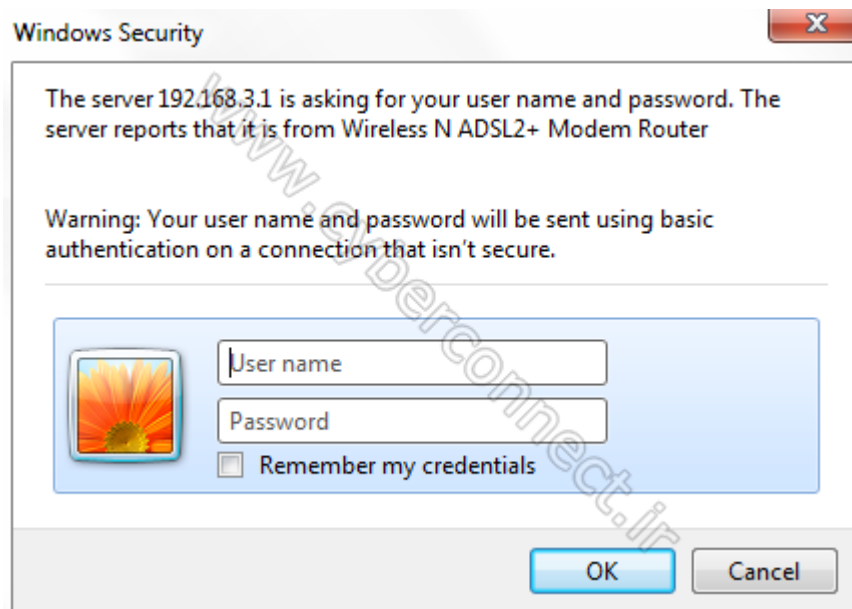 Windows Security
The server 192.168.3.1 is asking for your user name and password. The
server reports that it is from Wireless N ADSL2+ Modem Router
Warning: Your user name and password will be sent using basic
authentication on a connection that isn't secure.
User name
Password
Remember my credentials
OK
Cancel
www.cyberconnect.ir